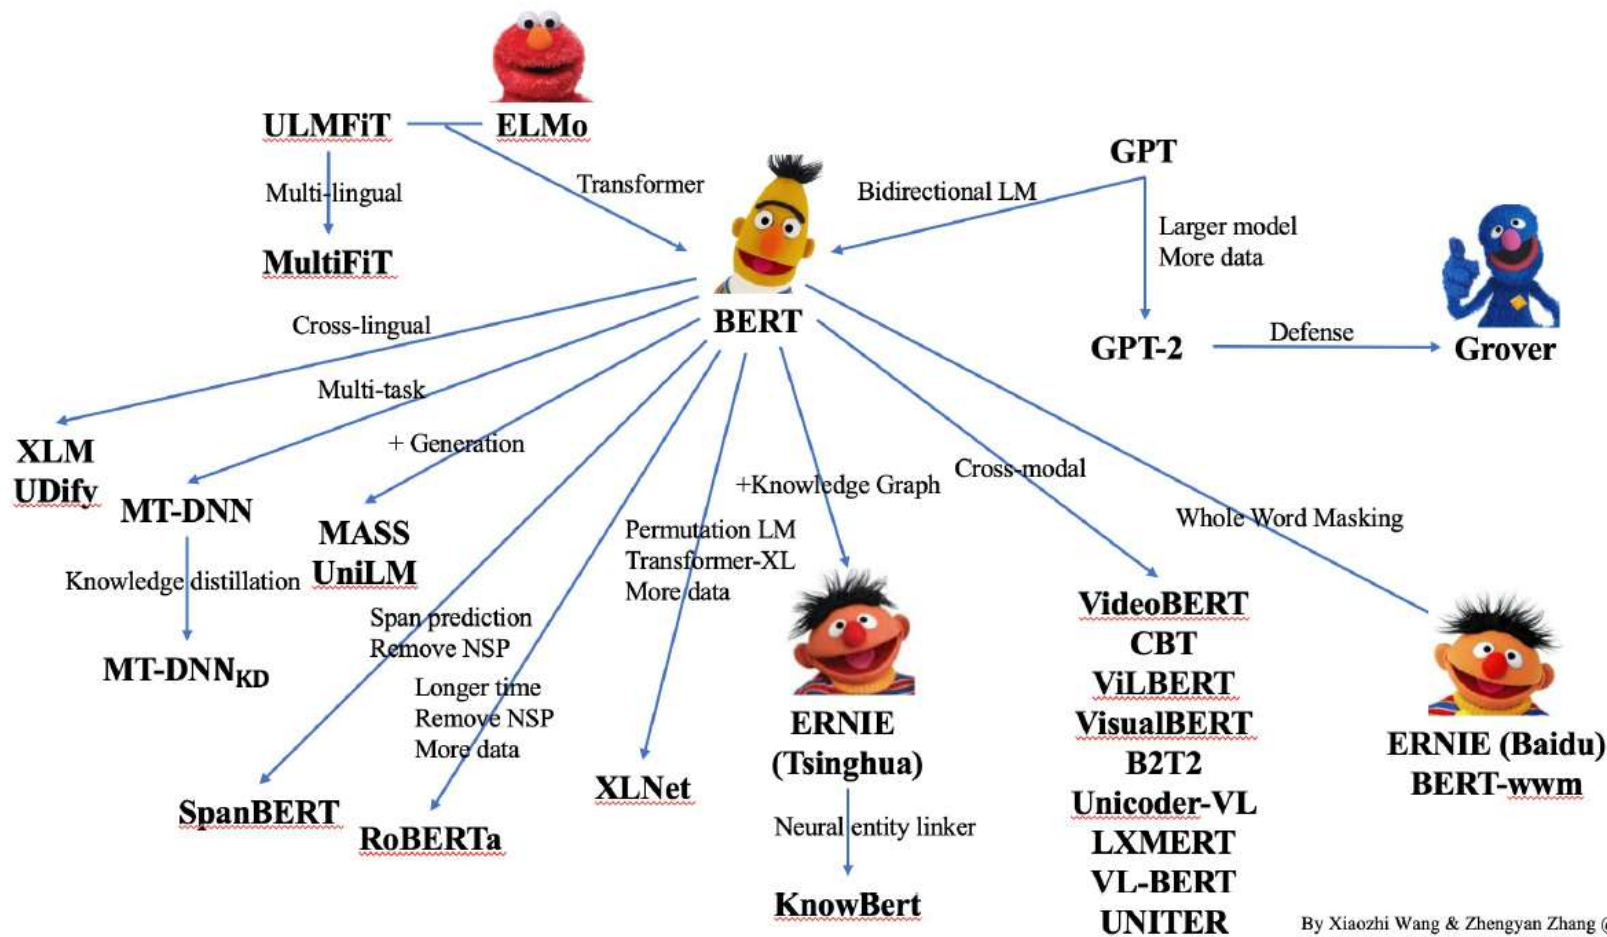 ULMFiT
ELMo
GPT
Multi-lingual
Transformer
Bidirectional LM
Larger model
More data
MultiFiT
Cross-lingual
BERT
GPT-2
Defense
Grover
Multi-task
+ Generation
XLM
UDify
MT-DNN
MASS
UniLM
Cross-modal
+Knowledge Graph
Whole Word Masking
Permutation LM
Transformer-XL
More data
Knowledge distillation
MT-DNNKD
Span prediction
Remove NSP
Longer time
Remove NSP
More data
SpanBERT
RoBERTa
XLNet
ERNIE
(Tsinghua)
Neural entity linker
KnowBert
VideoBERT
CBT
ViLBERT
VisualBERT
B2T2
Unicoder-VL
LXMERT
VL-BERT
UNITER
ERNIE (Baidu)
BERT-wwm
By Xiaozhi Wang & Zhengyan Zhang @